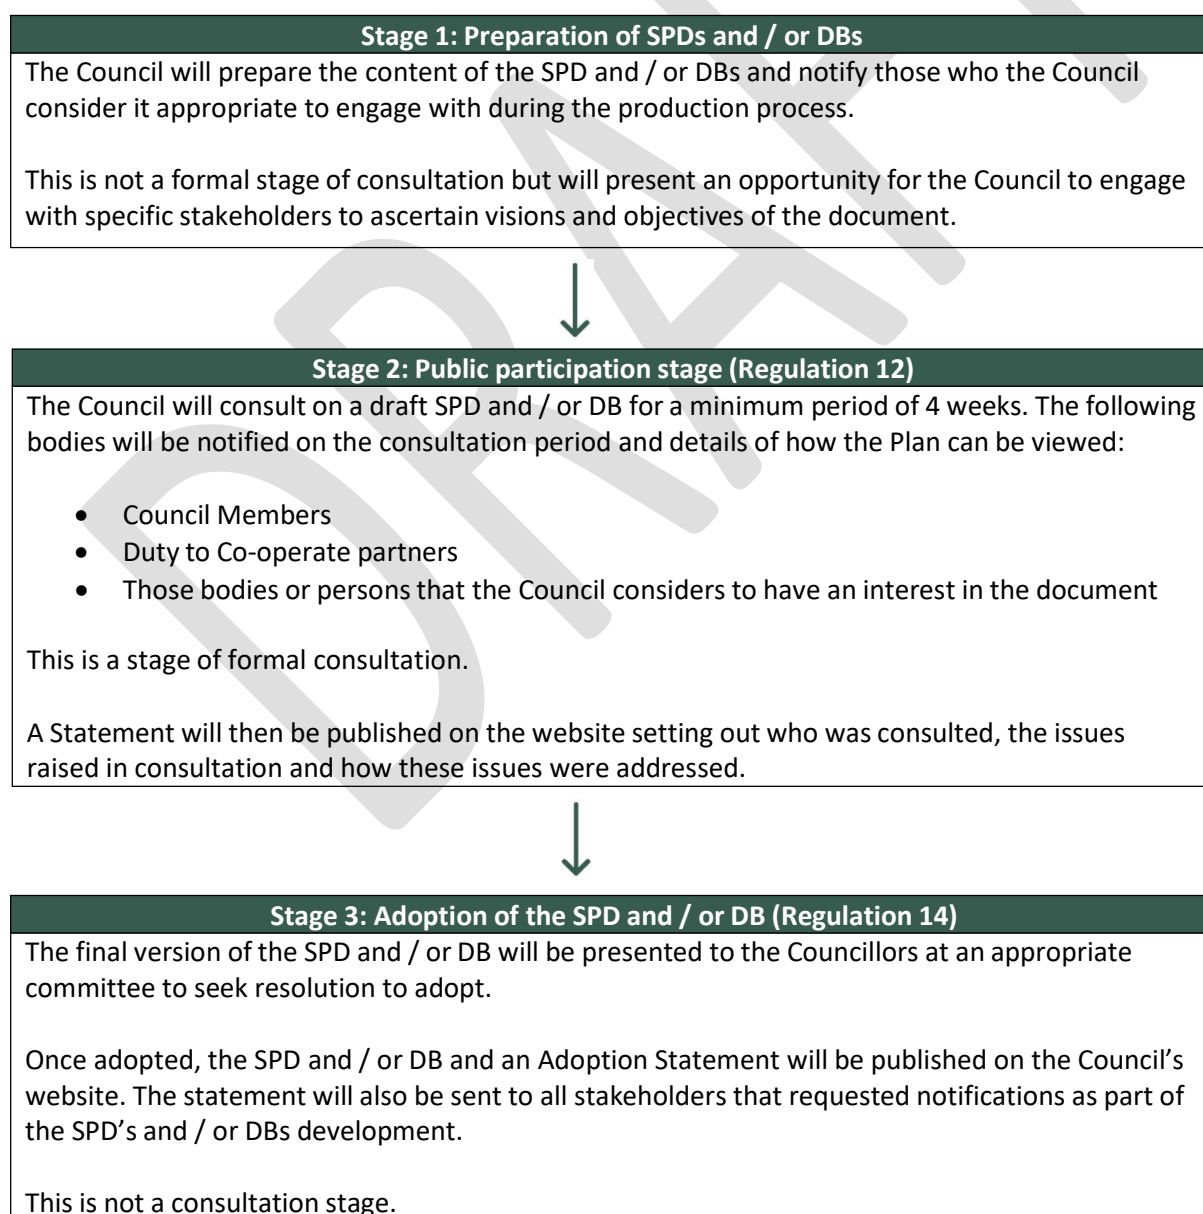 Stage 1: Preparation of SPDs and / or DBs
The Council will prepare the content of the SPD and / or DBs and notify those who the Council
consider it appropriate to engage with during the production process.
This is not a formal stage of consultation but will present an opportunity for the Council to engage
with specific stakeholders to ascertain visions and objectives of the document.
Stage 2: Public participation stage (Regulation 12)
The Council will consult on a draft SPD and / or DB for a minimum period of 4 weeks. The following
bodies will be notified on the consultation period and details of how the Plan can be viewed:
• Council Members
• Duty to Co-operate partners
• Those bodies or persons that the Council considers to have an interest in the document
This is a stage of formal consultation.
A Statement will then be published on the website setting out who was consulted, the issues
raised in consultation and how these issues were addressed.
Stage 3: Adoption of the SPD and / or DB (Regulation 14)
The final version of the SPD and / or DB will be presented to the Councillors at an appropriate
committee to seek resolution to adopt.
Once adopted, the SPD and / or DB and an Adoption Statement will be published on the Council’s
website. The statement will also be sent to all stakeholders that requested notifications as part of
the SPD’s and / or DBs development.
This is not a consultation stage.
DRAFT